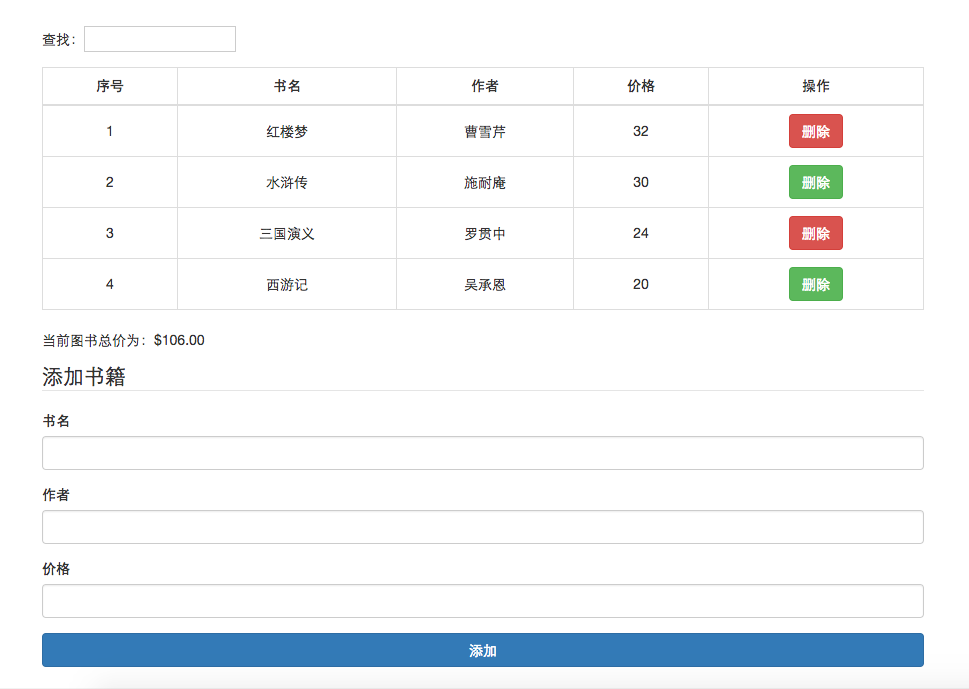 查找：
序号 书名 作者 价格 操作
1 红楼梦 曹雪芹 32 删除
2 水浒传 施耐庵 30 删除
3 三国演义 罗贯中 24 删除
4 西游记 吴承恩 20 删除
当前图书总价为：$106.00
添加书籍
书名
作者
价格
添加